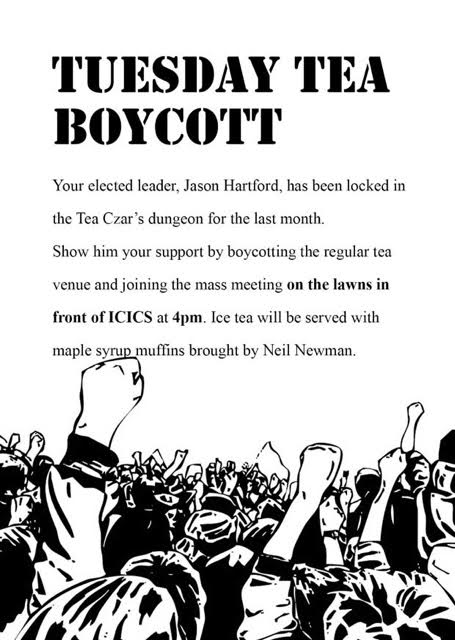 TUESDAY TEA
BOYCOTT
Your elected leader, Jason Hartford, has been locked in
the Tea Czar’s dungeon for the last month.
Show him your support by boycotting the regular tea
venue and joining the mass meeting on the lawns in
front of ICICS at 4pm. Ice tea will be served with
maple syrup muffins brought by Neil Newman.